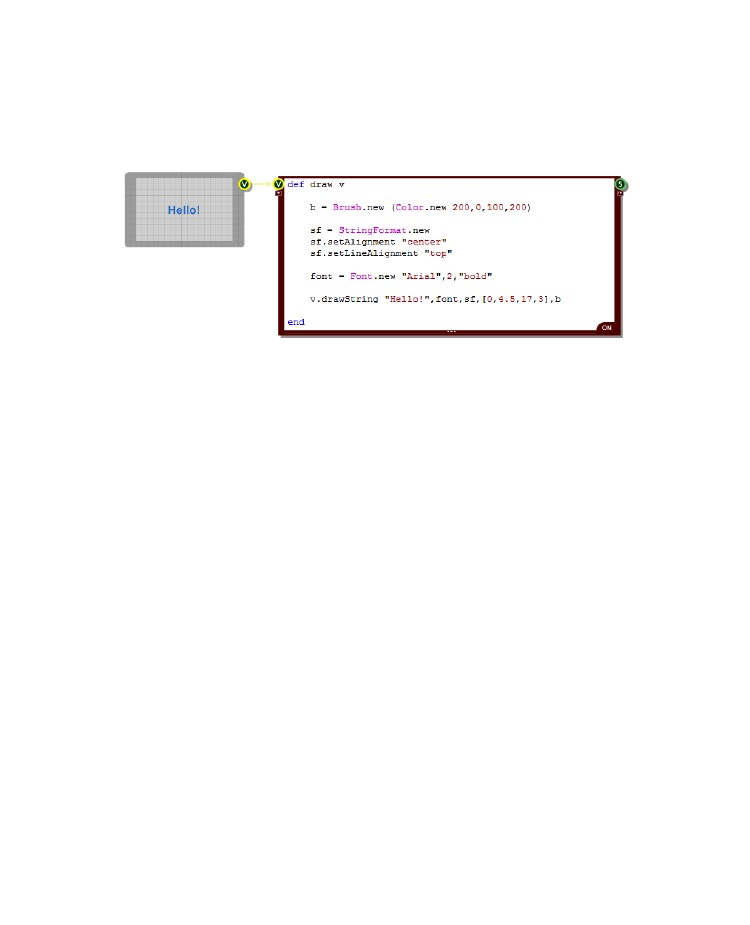 Hello!
V
V
S
def draw v
b = Brush.new (Color.new 200,0,100,200)
sf = StringFormat.new
sf.setAlignment "center"
sf.setLineAlignment "top"
font = Font.new "Arial",2,"bold"
v.drawString "Hello!",font,sf,[0,4.5,17,3],b
end
ON